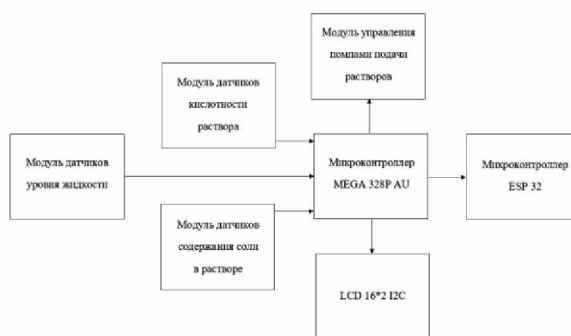 Модуль управления
помпами подачи
растворов
Модуль датчиков
кислотности
раствора
Модуль датчиков
уровня жидкости
Микроконтроллер
MEGA 328P AU
Микроконтроллер
ESP 32
Модуль датчиков
содержания соли
в растворе
LCD 16*2 I2C